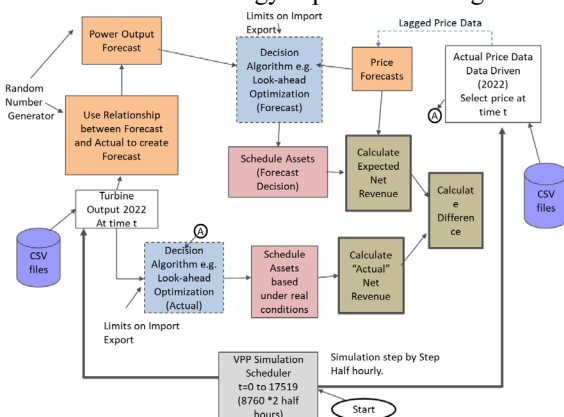 Limits on Import
Export
Lagged Price Data
Power Output
Forecast
Decision
Algorithm e.g.
Look-ahead
Optimization
(Forecast)
Price
Forecasts
Actual Price Data
Data Driven
(2022)
Select price at
time t
Random
Number
Generator
A
Use Relationship
between Forecast
and Actual to create
Forecast
Schedule Assets
(Forecast
Decision)
Calculate
Expected
Net
Revenue
CSV
files
Turbine
Output 2022
At time t
Calculat
e
Differen
ce
A
CSV
files
Decision
Algorithm e.g.
Look-ahead
Optimization
(Actual)
Schedule
Assets
based
under real
conditions
Calculate
“Actual”
Net
Revenue
Limits on Import
Export
VPP Simulation
Scheduler
t=0 to 17519
(8760 *2 half
hours)
Simulation step by Step
Half hourly.
Start